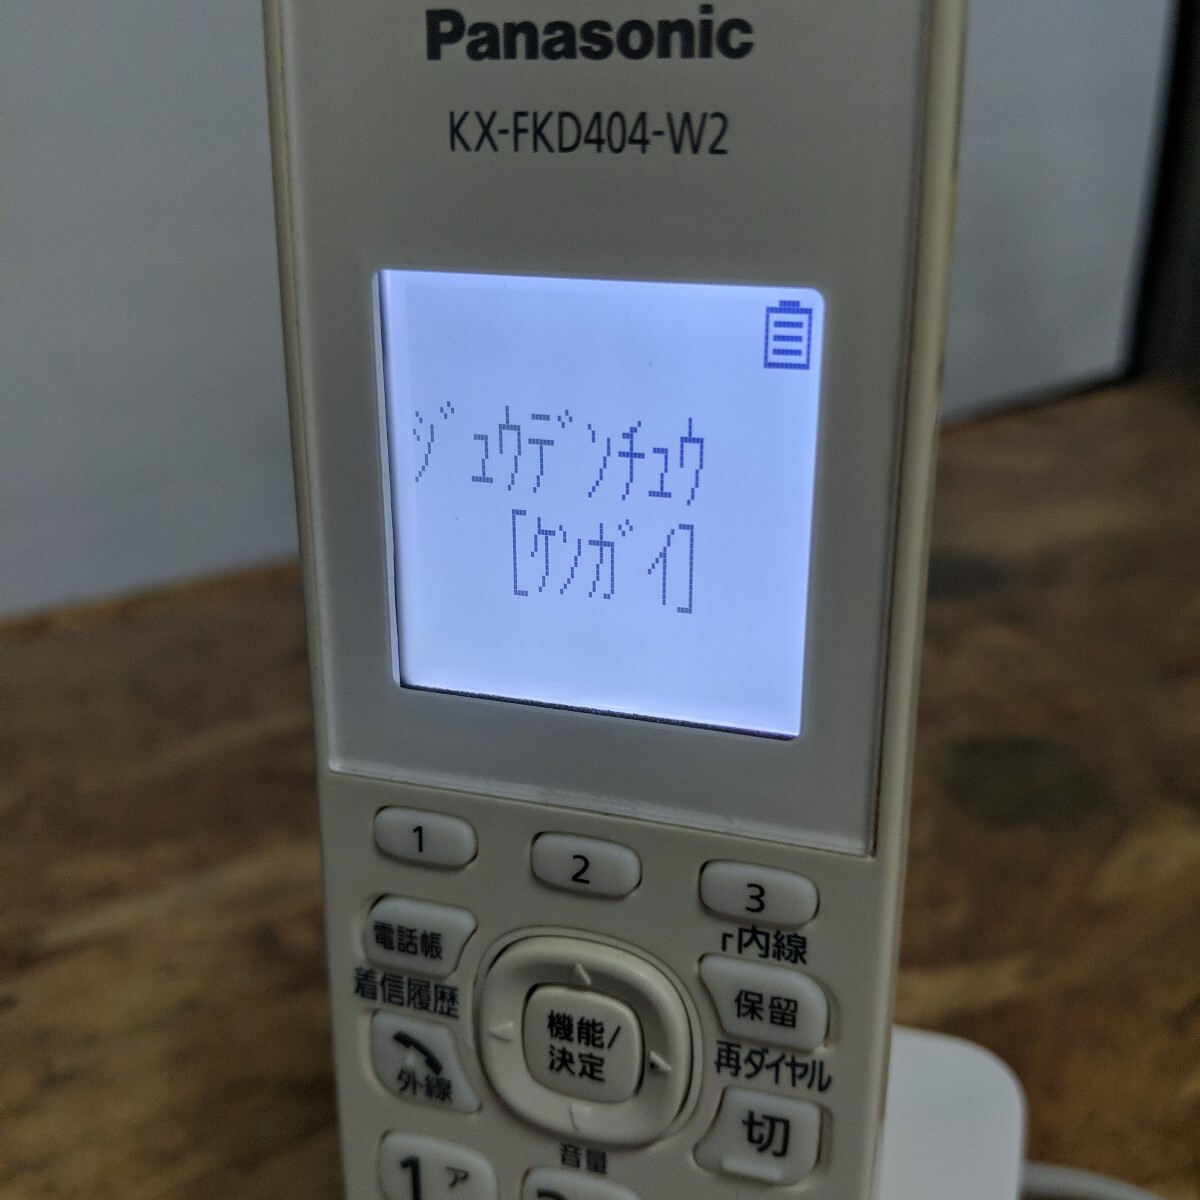 Panasonic
KX-FKD404-W2
ｼﾞｭｳﾃﾞﾝﾁｭｳ
[ｹﾝｶﾞｲ]
1
2
3
電話帳
┌内線
着信履歴
保留
機能/
決定
外線
再ダイヤル
切
音量
1 ア